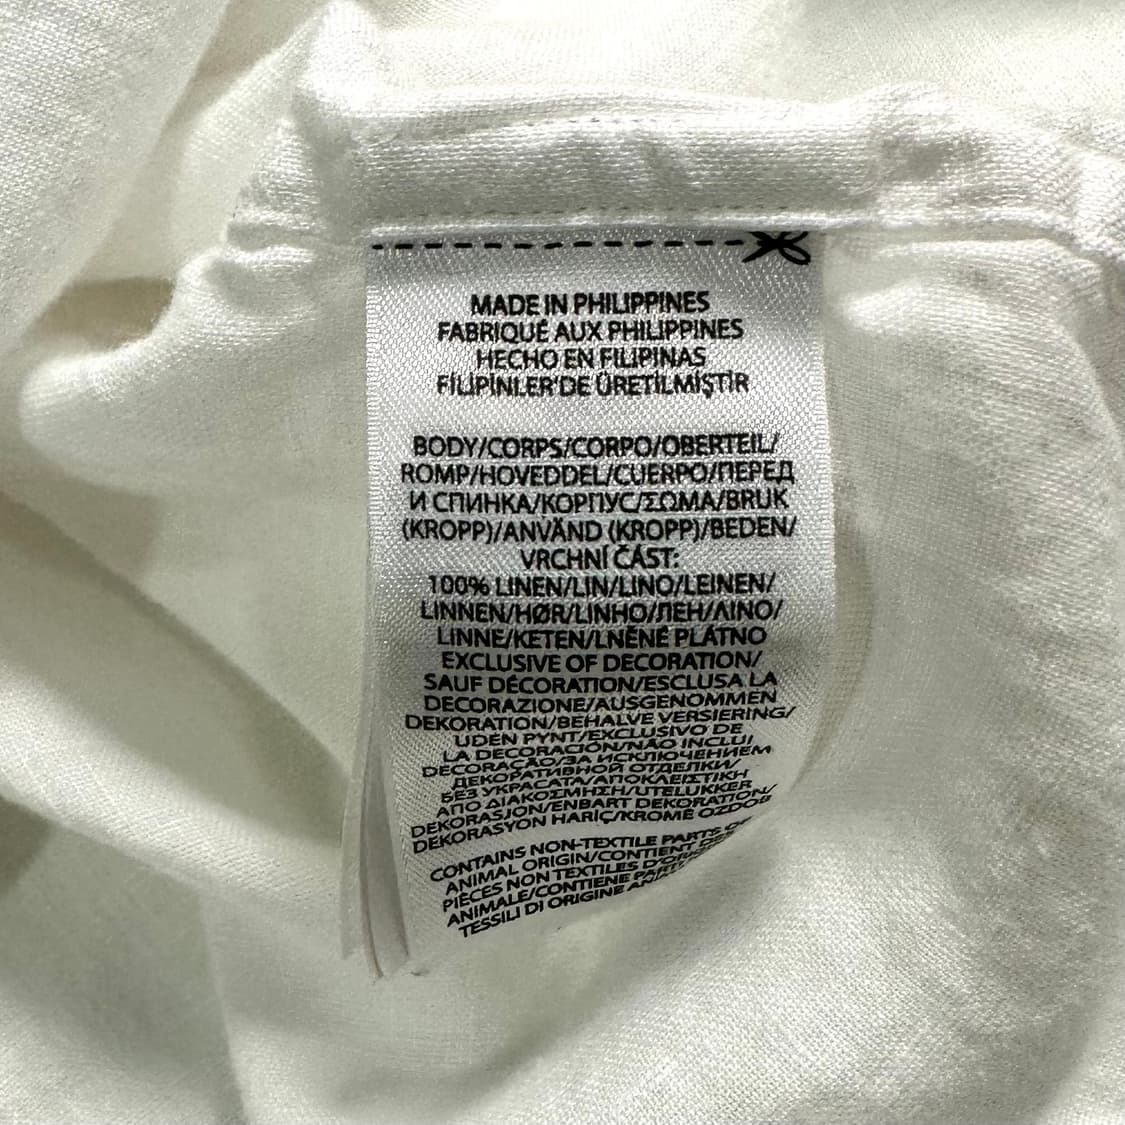 MADE IN PHILIPPINES
FABRIQUÉ AUX PHILIPPINES
HECHO EN FILIPINAS
FİLİPİNLER'DE ÜRETİLMİŞTİR
BODY/CORPS/CORPO/OBERTEIL/
ROMP/HOVEDDEL/CUERPO/ПЕРЕД
И СПИНКА/КОРПУС/ΣΩΜΑ/BRUK
(KROPP)/ANVÄND (KROPP)/BEDEN/
VRCHNÍ ČÁST:
100% LINEN/LIN/LINO/LEINEN/
LINNEN/HØR/LINHO/ЛЕН/ΛΙΝΟ/
LINNE/KETEN/LNĚNÉ PLÁTNO
EXCLUSIVE OF DECORATION/
SAUF DÉCORATION/ESCLUSA LA
DECORAZIONE/AUSGENOMMEN
DEKORATION/BEHALVE VERSIERING/
UDEN PYNT/EXCLUSIVO DE
LA DECORACIÓN/NÃO INCLUI
DECORAÇÃO/ЗА ИСКЛЮЧЕНИЕМ
ДЕКОРАТИВНОЙ ОТДЕЛКИ/
БЕЗ УКРАСАТА/ΑΠΟΚΛΕΙΣΤΙΚΗ
ΑΠΟ ΔΙΑΚΟΣΜΗΣΗ/UTELUKKER
DEKORASJON/ENBART DEKORATION/
DEKORASYON HARİÇ/KROMĚ OZDOB
CONTAINS NON-TEXTILE PARTS OF
ANIMAL ORIGIN/CONTIENT DES
PIÈCES NON TEXTILES D'ORIGINE
ANIMALE/CONTIENE PARTI
TESSILI DI ORIGINE